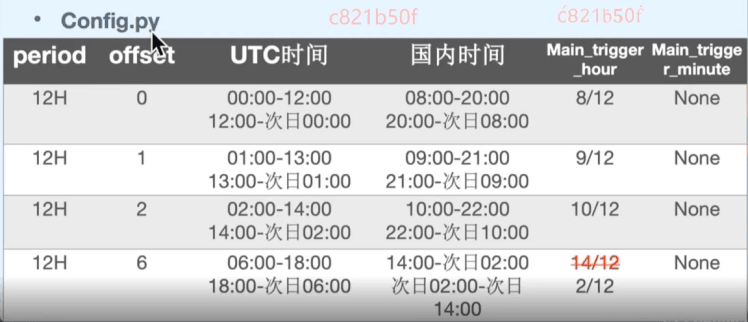 • Config.py
c821b50f
c821b50f
period offset UTC时间 国内时间 Main_trigger_hour Main_trigger_minute
12H 0 00:00-12:00 08:00-20:00 8/12 None
12:00-次日00:00 20:00-次日08:00
12H 1 01:00-13:00 09:00-21:00 9/12 None
13:00-次日01:00 21:00-次日09:00
12H 2 02:00-14:00 10:00-22:00 10/12 None
14:00-次日02:00 22:00-次日10:00
12H 6 06:00-18:00 14:00-次日02:00 14/12 None
18:00-次日06:00 次日02:00-次日 2/12
14:00